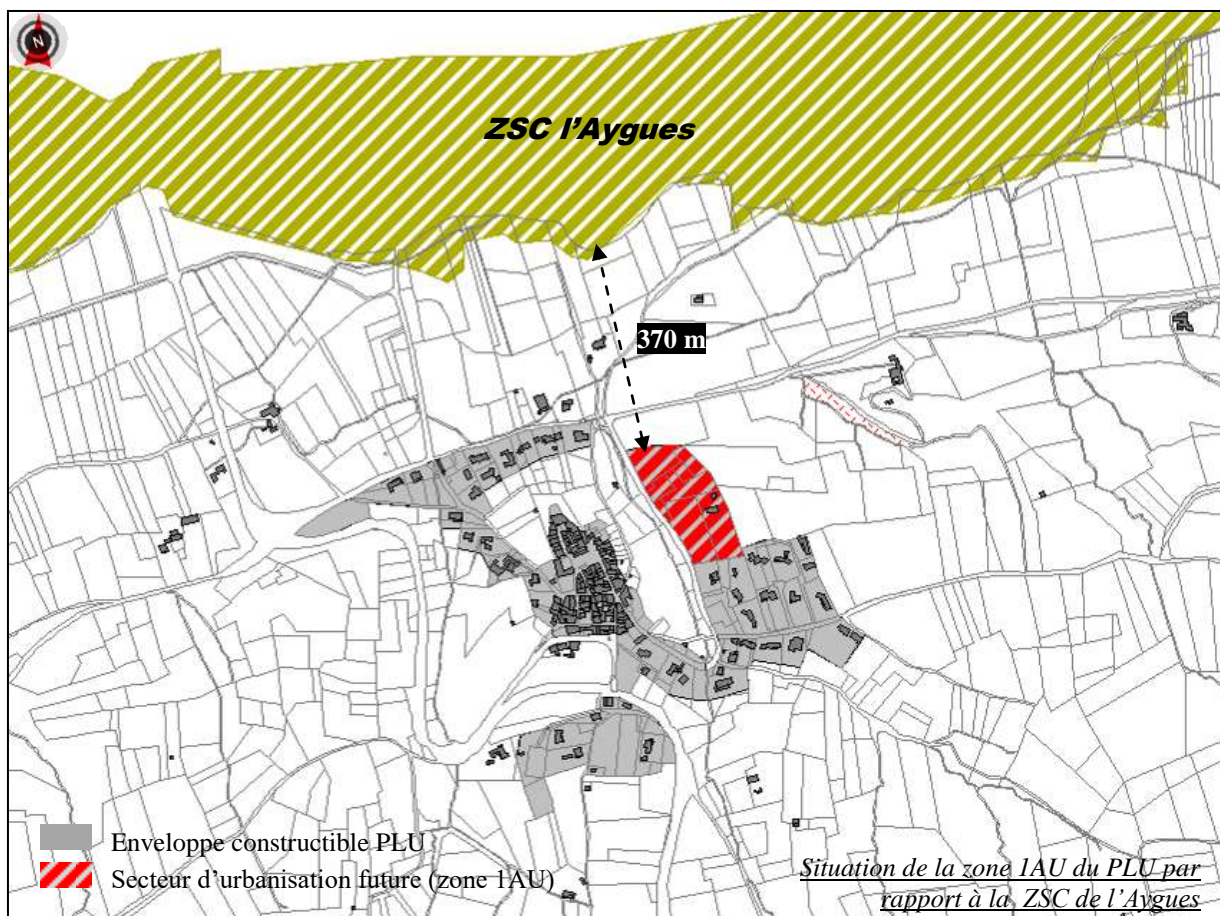 N
ZSC l'Aygues
370 m
Enveloppe constructible PLU
Secteur d'urbanisation future (zone 1AU)
Situation de la zone 1AU du PLU par
rapport à la ZSC de l'Aygues